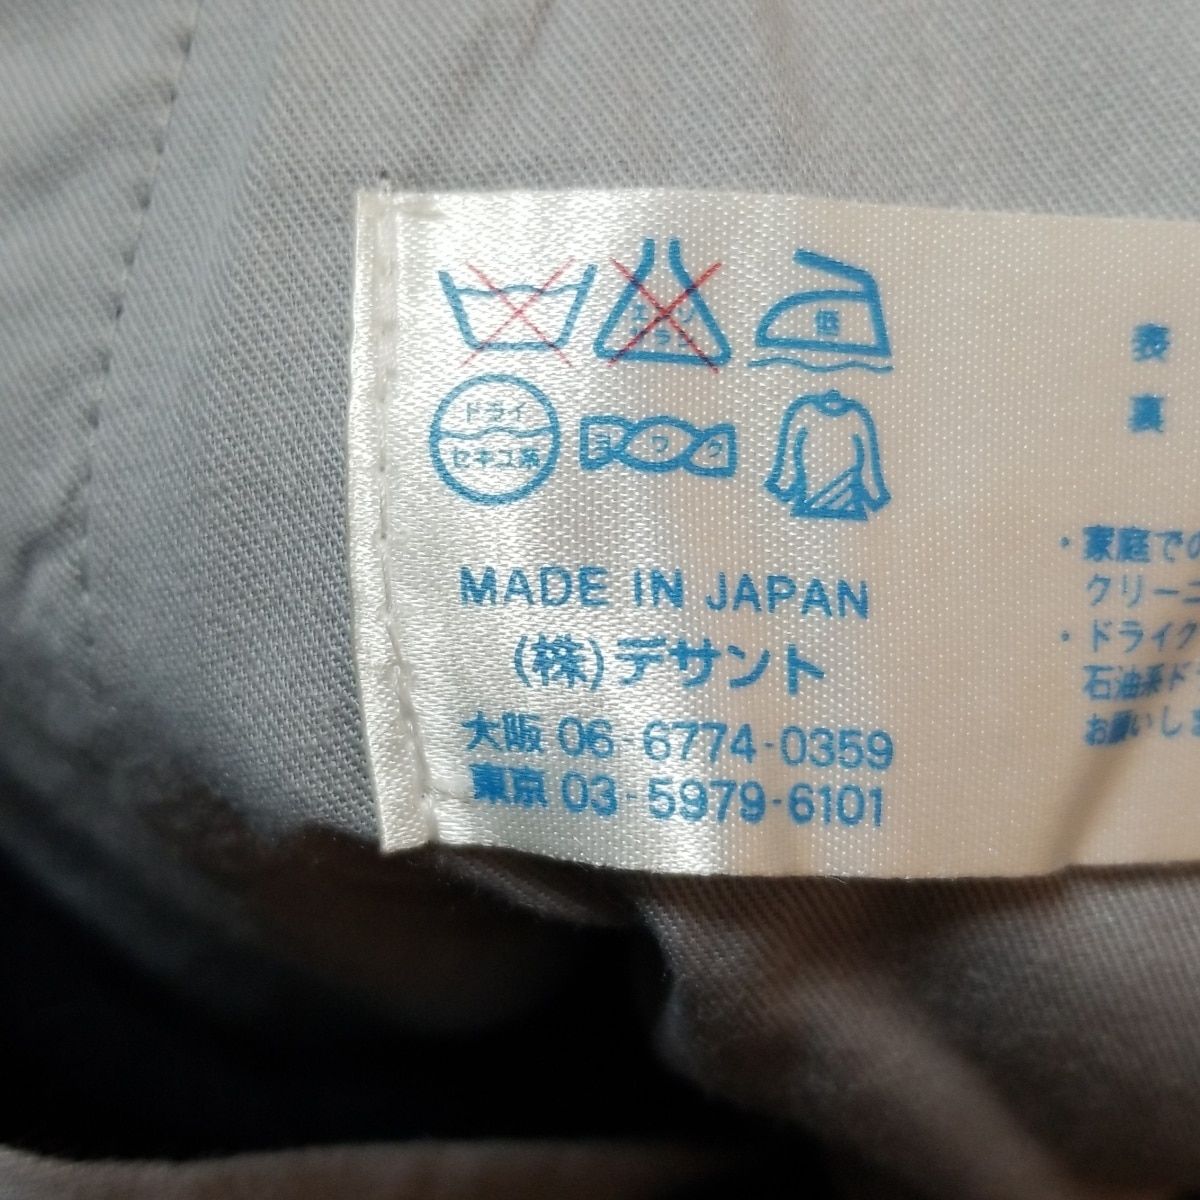 エンソ
サラシ
低
ドライ
セキユ系
ヨワク
MADE IN JAPAN
(株)デサント
大阪 06-6774-0359
東京 03-5979-6101
表
裏
・家庭での
クリーニ
・ドライク
石油系ド
お願いしま